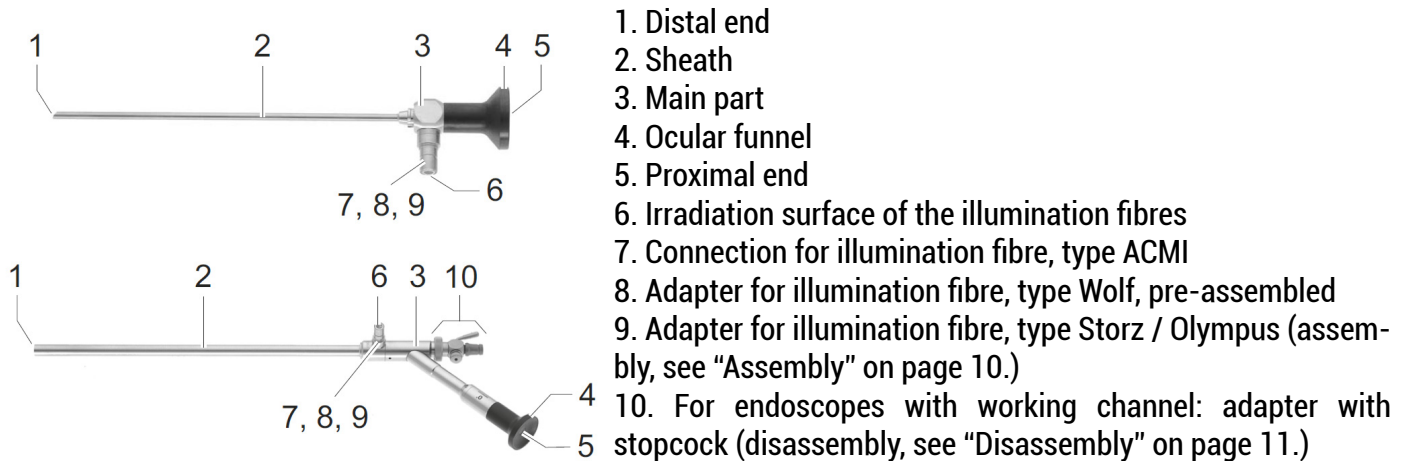 1 2 3 4 5
7, 8, 9 6
1 2 6 3 10
7, 8, 9 4
5
1. Distal end
2. Sheath
3. Main part
4. Ocular funnel
5. Proximal end
6. Irradiation surface of the illumination fibres
7. Connection for illumination fibre, type ACMI
8. Adapter for illumination fibre, type Wolf, pre-assembled
9. Adapter for illumination fibre, type Storz / Olympus (assem-
bly, see “Assembly” on page 10.)
10. For endoscopes with working channel: adapter with
stopcock (disassembly, see “Disassembly” on page 11.)